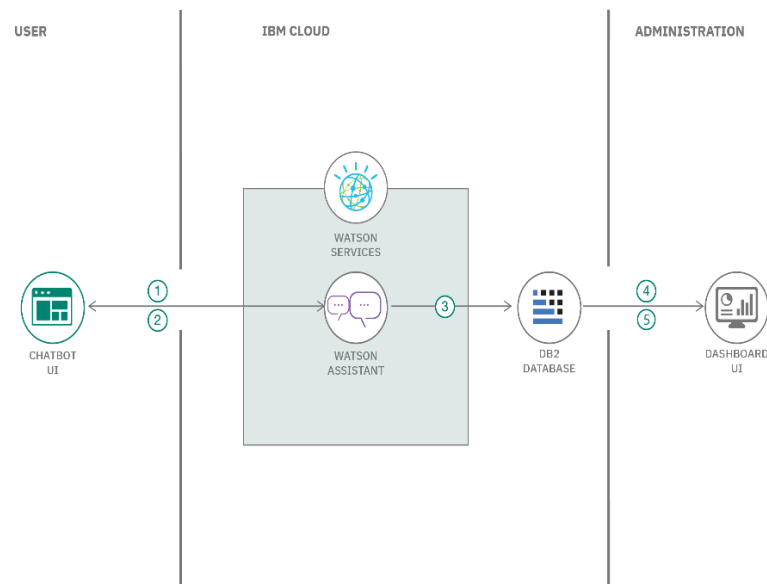 USER
IBM CLOUD
ADMINISTRATION
WATSON
SERVICES
1
2
3
4
5
CHATBOT
UI
WATSON
ASSISTANT
DB2
DATABASE
DASHBOARD
UI